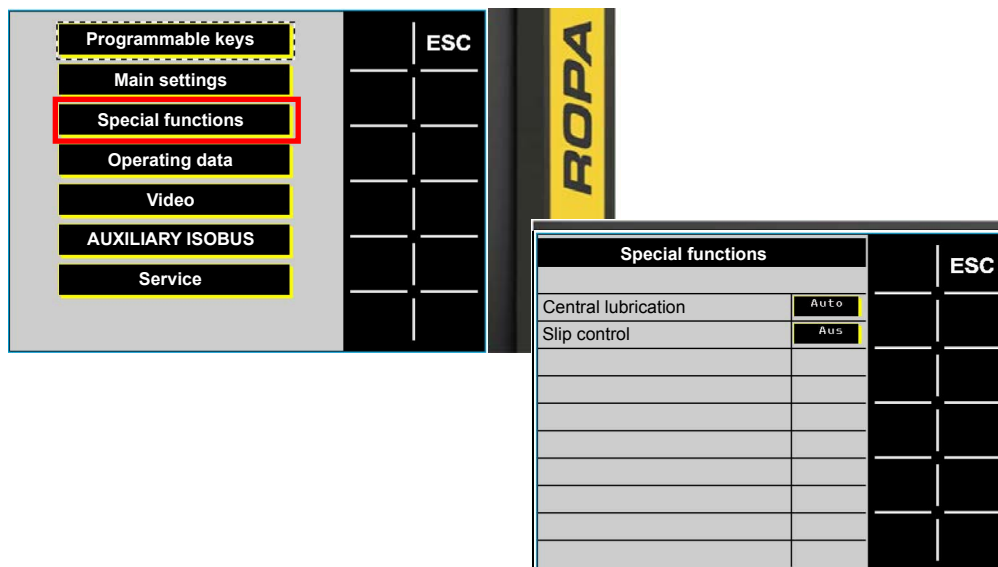 Programmable keys
ESC
Main settings
Special functions
Operating data
Video
AUXILIARY ISOBUS
Service
ROPA
Special functions
ESC
Central lubrication Auto
Slip control Aus